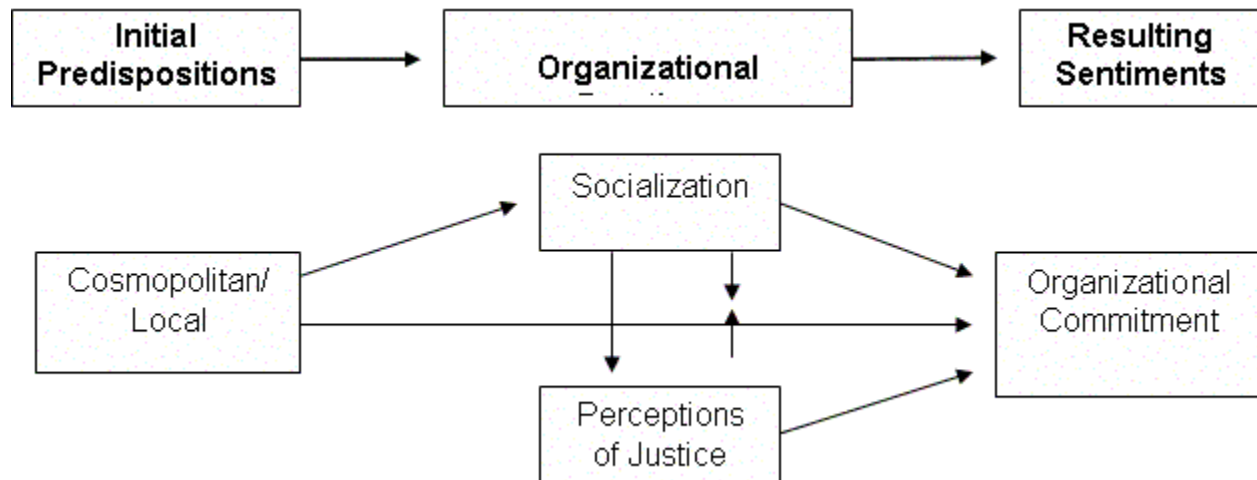 Initial
Predispositions
Organizational
Resulting
Sentiments
Socialization
Cosmopolitan/
Local
Organizational
Commitment
Perceptions
of Justice